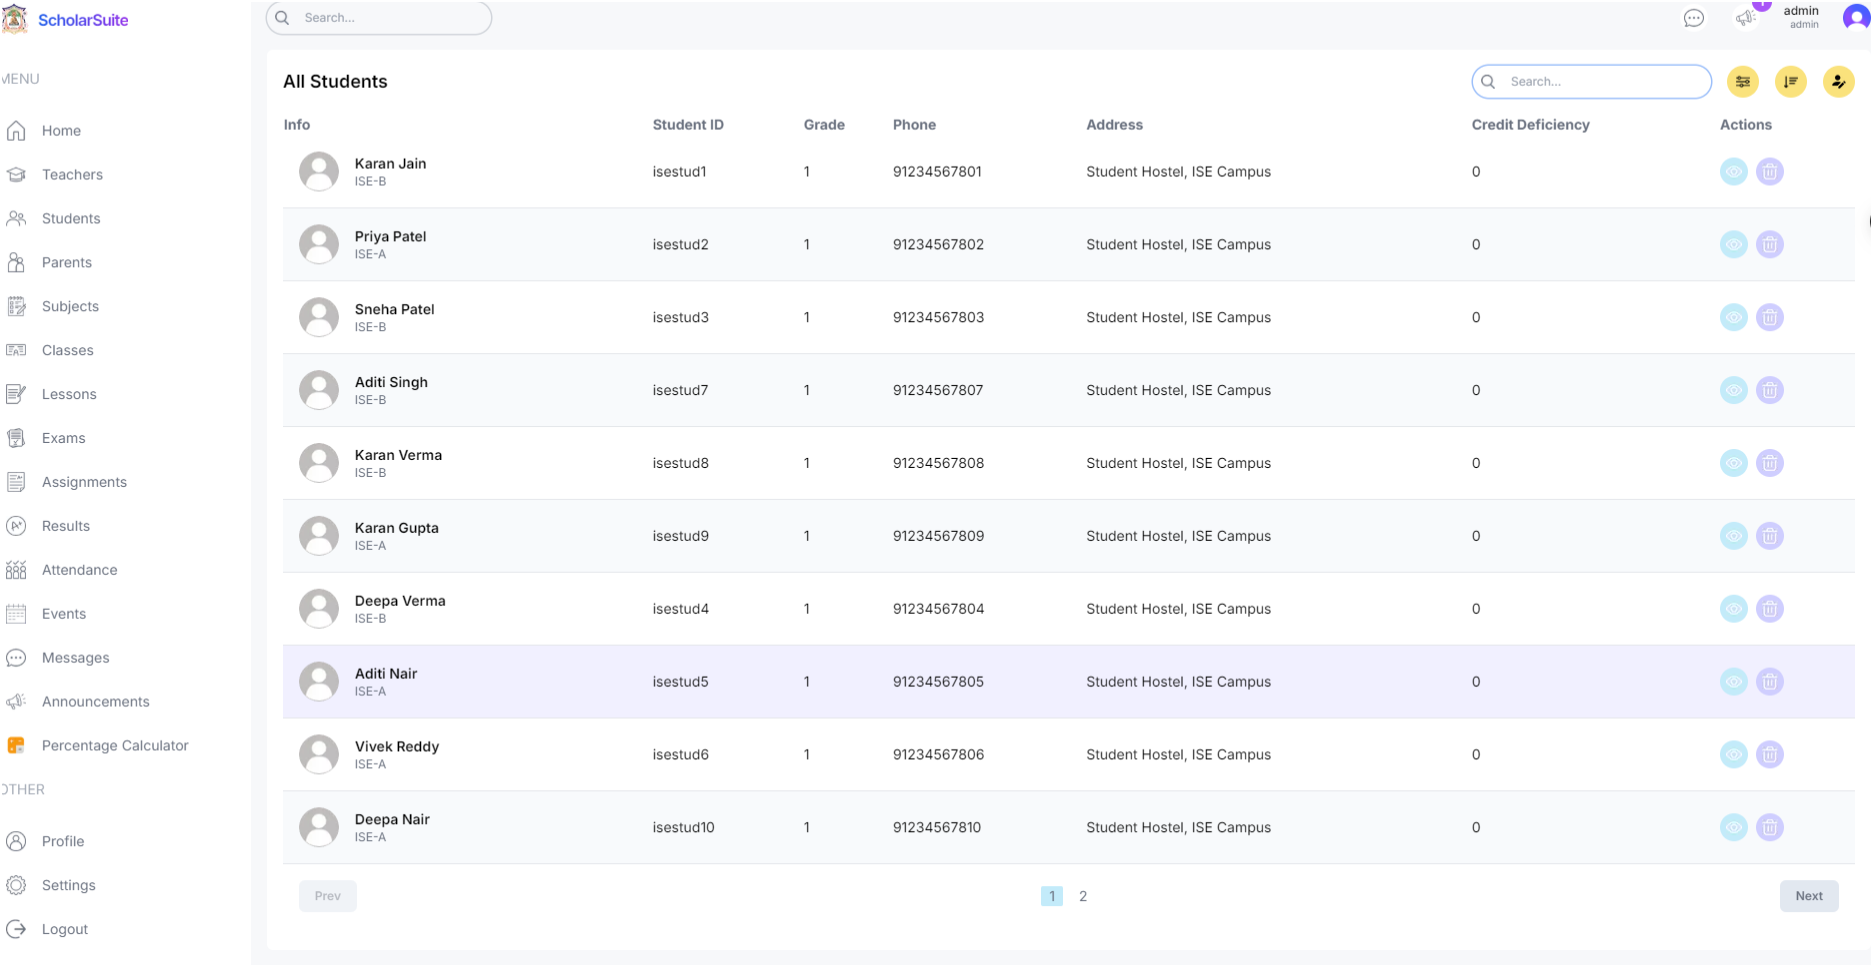 ScholarSuite
Search...
admin
admin
MENU
Home
Teachers
Students
Parents
Subjects
Classes
Lessons
Exams
Assignments
Results
Attendance
Events
Messages
Announcements
Percentage Calculator
OTHER
Profile
Settings
Logout
All Students
Search...
Info Student ID Grade Phone Address Credit Deficiency Actions
Karan Jain
ISE-B
isestud1 1 91234567801 Student Hostel, ISE Campus 0
Priya Patel
ISE-A
isestud2 1 91234567802 Student Hostel, ISE Campus 0
Sneha Patel
ISE-B
isestud3 1 91234567803 Student Hostel, ISE Campus 0
Aditi Singh
ISE-B
isestud7 1 91234567807 Student Hostel, ISE Campus 0
Karan Verma
ISE-B
isestud8 1 91234567808 Student Hostel, ISE Campus 0
Karan Gupta
ISE-A
isestud9 1 91234567809 Student Hostel, ISE Campus 0
Deepa Verma
ISE-B
isestud4 1 91234567804 Student Hostel, ISE Campus 0
Aditi Nair
ISE-A
isestud5 1 91234567805 Student Hostel, ISE Campus 0
Vivek Reddy
ISE-A
isestud6 1 91234567806 Student Hostel, ISE Campus 0
Deepa Nair
ISE-A
isestud10 1 91234567810 Student Hostel, ISE Campus 0
Prev 1 2 Next